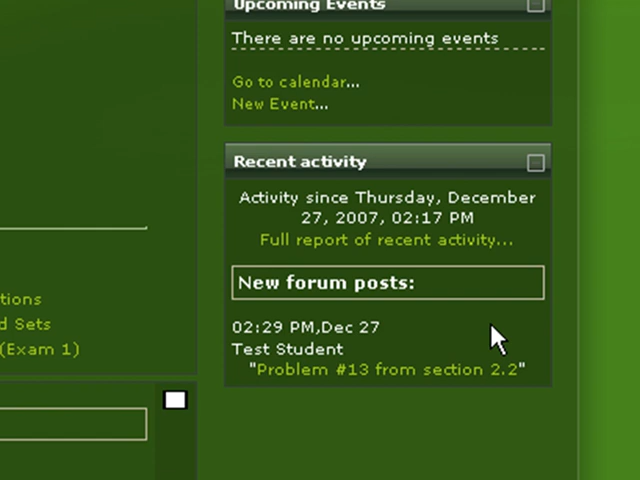 Upcoming Events
There are no upcoming events
Go to calendar...
New Event...
Recent activity
Activity since Thursday, December
27, 2007, 02:17 PM
Full report of recent activity...
New forum posts:
02:29 PM,Dec 27
Test Student
"Problem #13 from section 2.2"
tions
d Sets
(Exam 1)